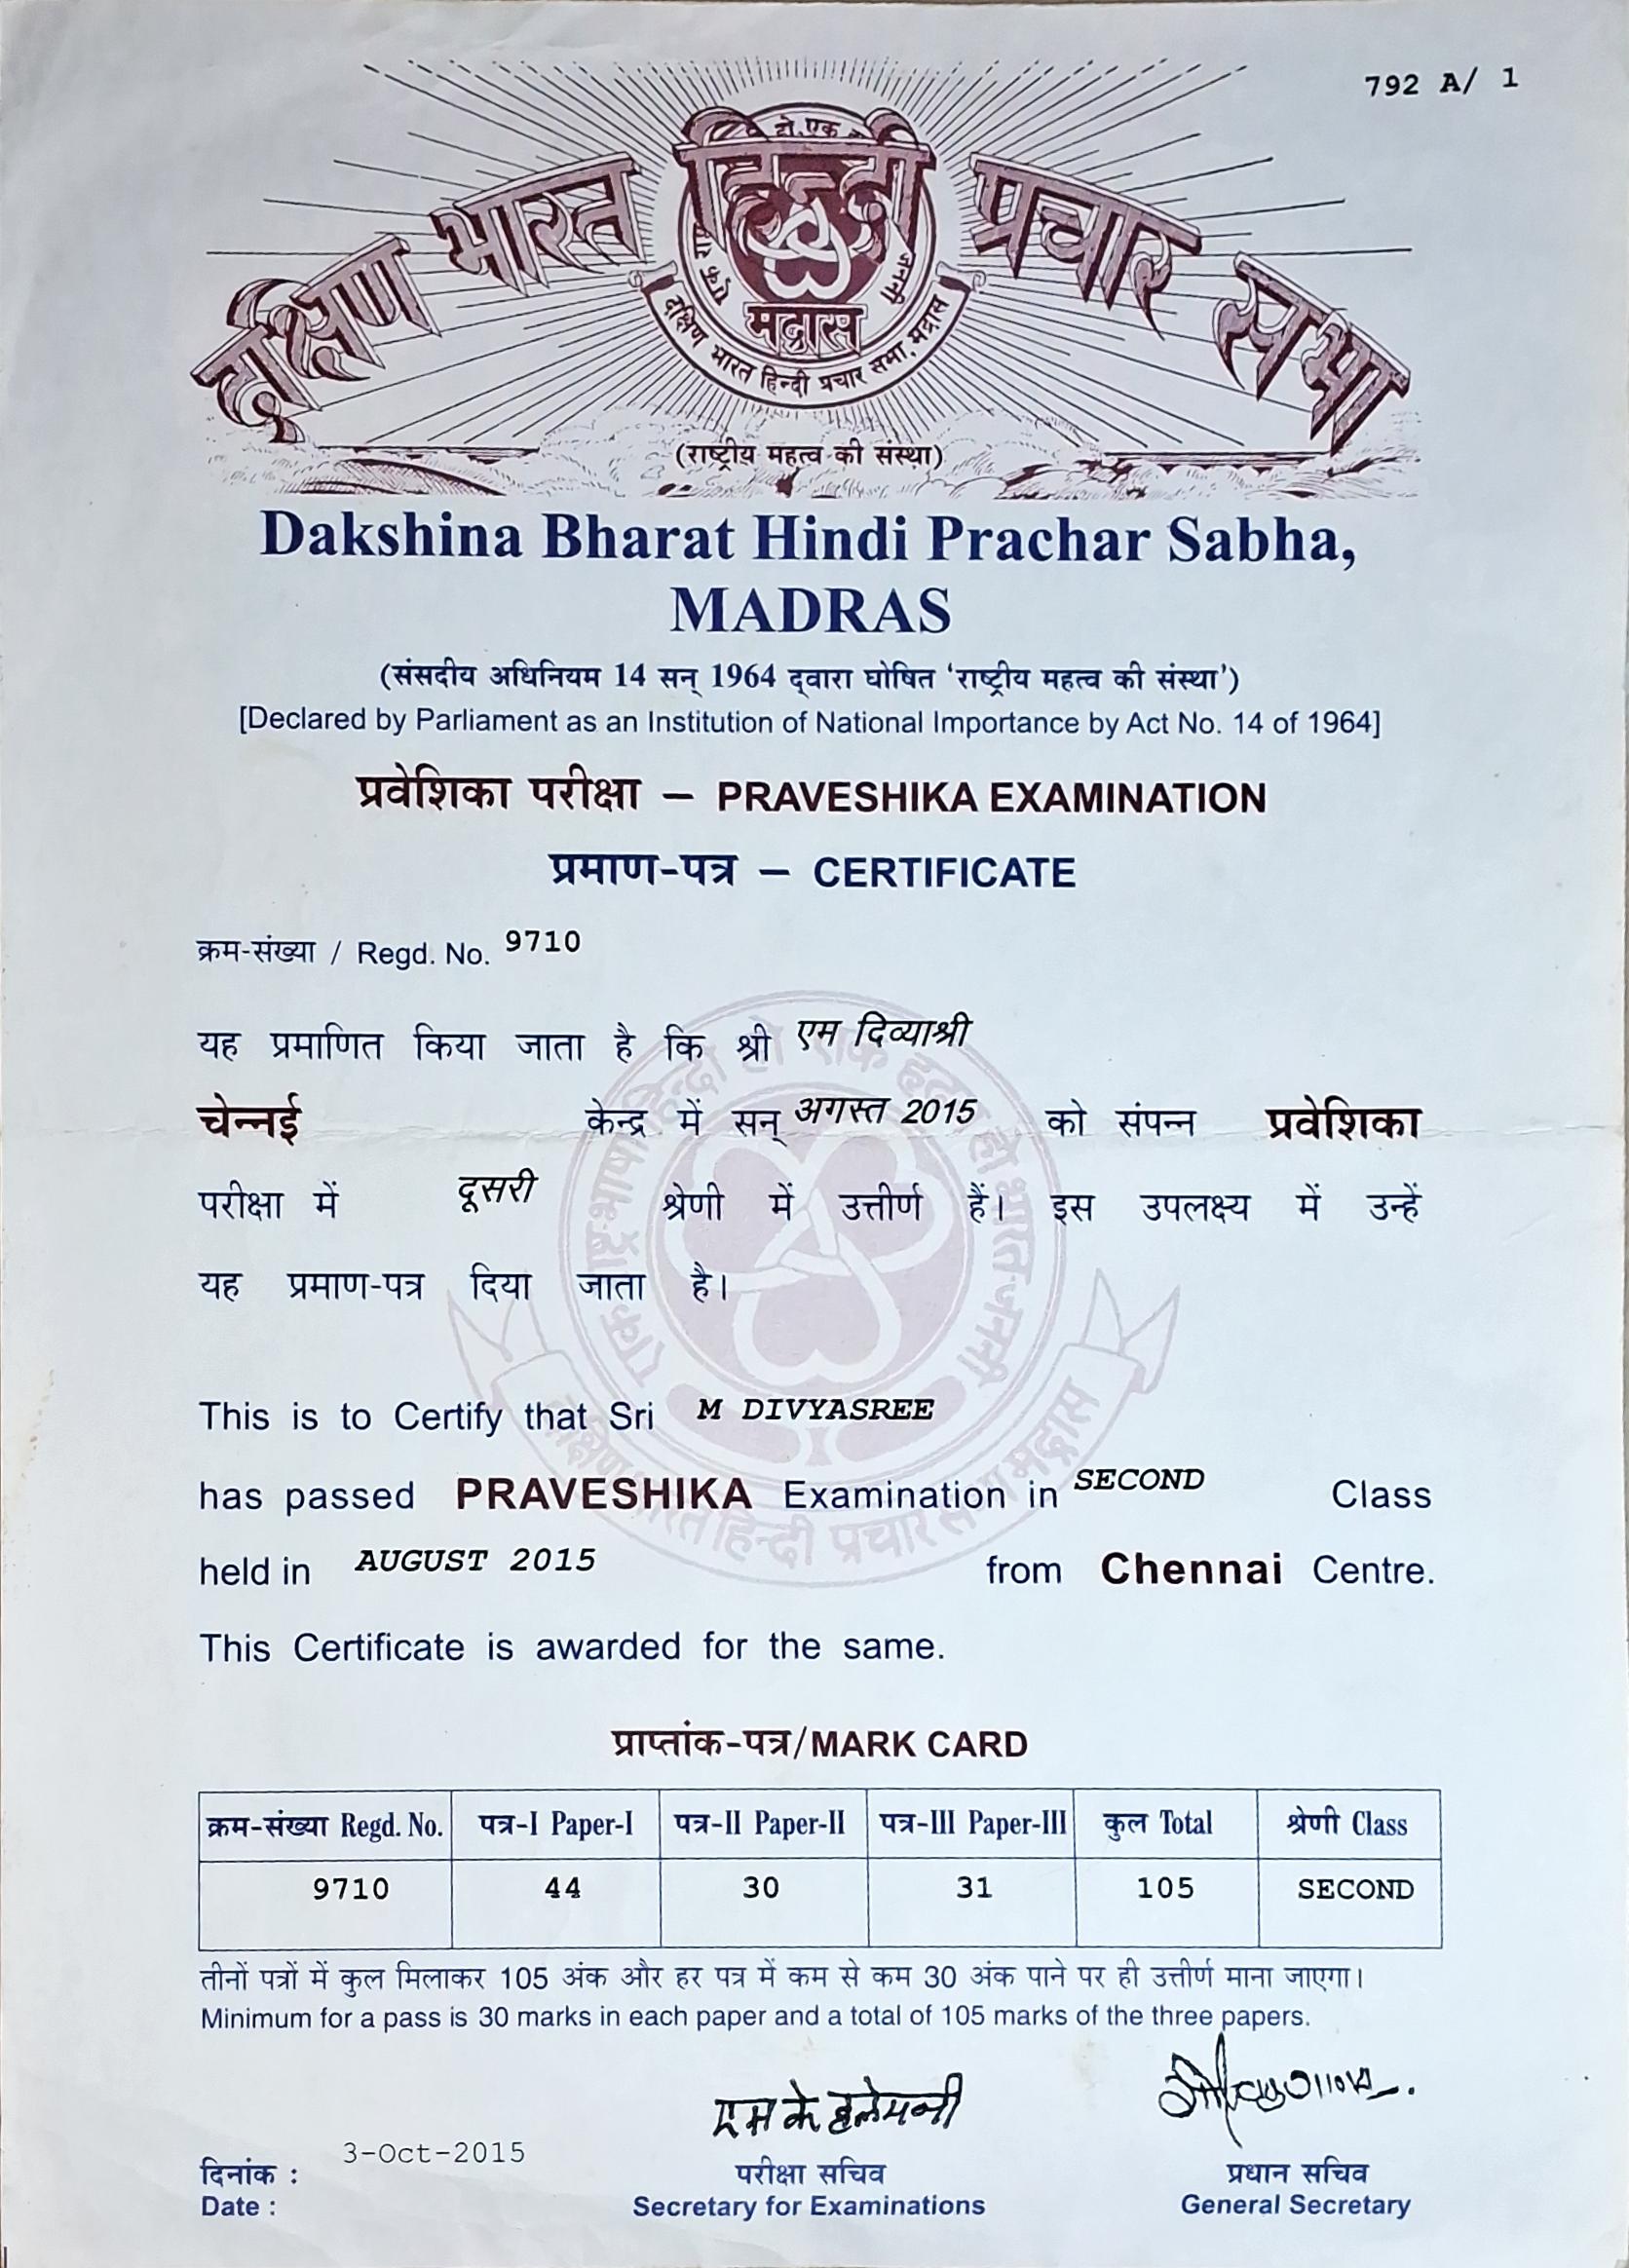 792 A/ 1
दक्षिण भारत हिन्दी प्रचार सभा
मद्रास
दक्षिण भारत हिन्दी प्रचार सभा, मद्रास
(राष्ट्रीय महत्व की संस्था)
Dakshina Bharat Hindi Prachar Sabha,
MADRAS
(संसदीय अधिनियम 14 सन् 1964 द्वारा घोषित ‘राष्ट्रीय महत्व की संस्था’)
[Declared by Parliament as an Institution of National Importance by Act No. 14 of 1964]
प्रवेशिका परीक्षा – PRAVESHIKA EXAMINATION
प्रमाण-पत्र – CERTIFICATE
क्रम-संख्या / Regd. No. 9710
यह प्रमाणित किया जाता है कि श्री एम दिव्याश्री
चेन्नई केन्द्र में सन् अगस्त 2015 को संपन्न प्रवेशिका
परीक्षा में दूसरी श्रेणी में उत्तीर्ण हैं। इस उपलक्ष्य में उन्हें
यह प्रमाण-पत्र दिया जाता है।
This is to Certify that Sri M DIVYASREE
has passed PRAVESHIKA Examination in SECOND Class
held in AUGUST 2015 from Chennai Centre.
This Certificate is awarded for the same.
प्राप्तांक-पत्र/MARK CARD
क्रम-संख्या Regd. No. पत्र-I Paper-I पत्र-II Paper-II पत्र-III Paper-III कुल Total श्रेणी Class
9710 44 30 31 105 SECOND
तीनों पत्रों में कुल मिलाकर 105 अंक और हर पत्र में कम से कम 30 अंक पाने पर ही उत्तीर्ण माना जाएगा।
Minimum for a pass is 30 marks in each paper and a total of 105 marks of the three papers.
एम के हलेमनी
दिनांक : 3-Oct-2015 परीक्षा सचिव प्रधान सचिव
Date : Secretary for Examinations General Secretary